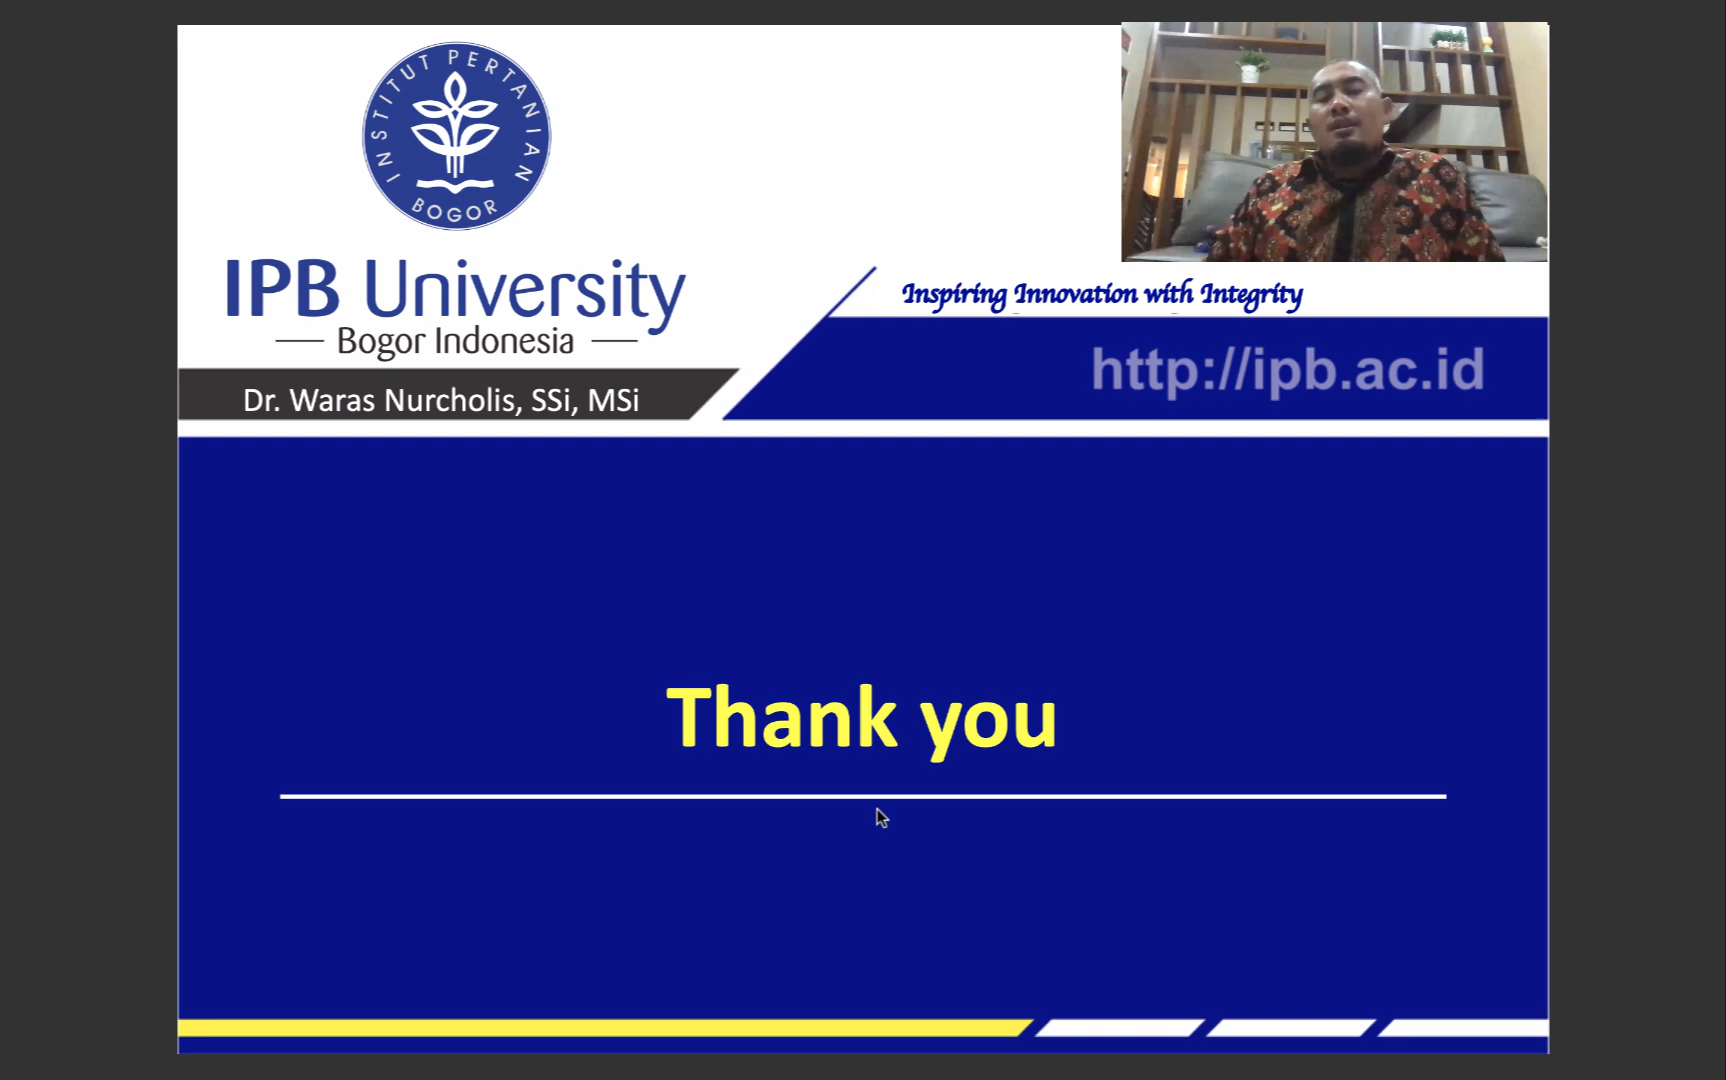 INSTITUT PERTANIAN
BOGOR
IPB University
Bogor Indonesia
Dr. Waras Nurcholis, SSi, MSi
Inspiring Innovation with Integrity
http://ipb.ac.id
Thank you